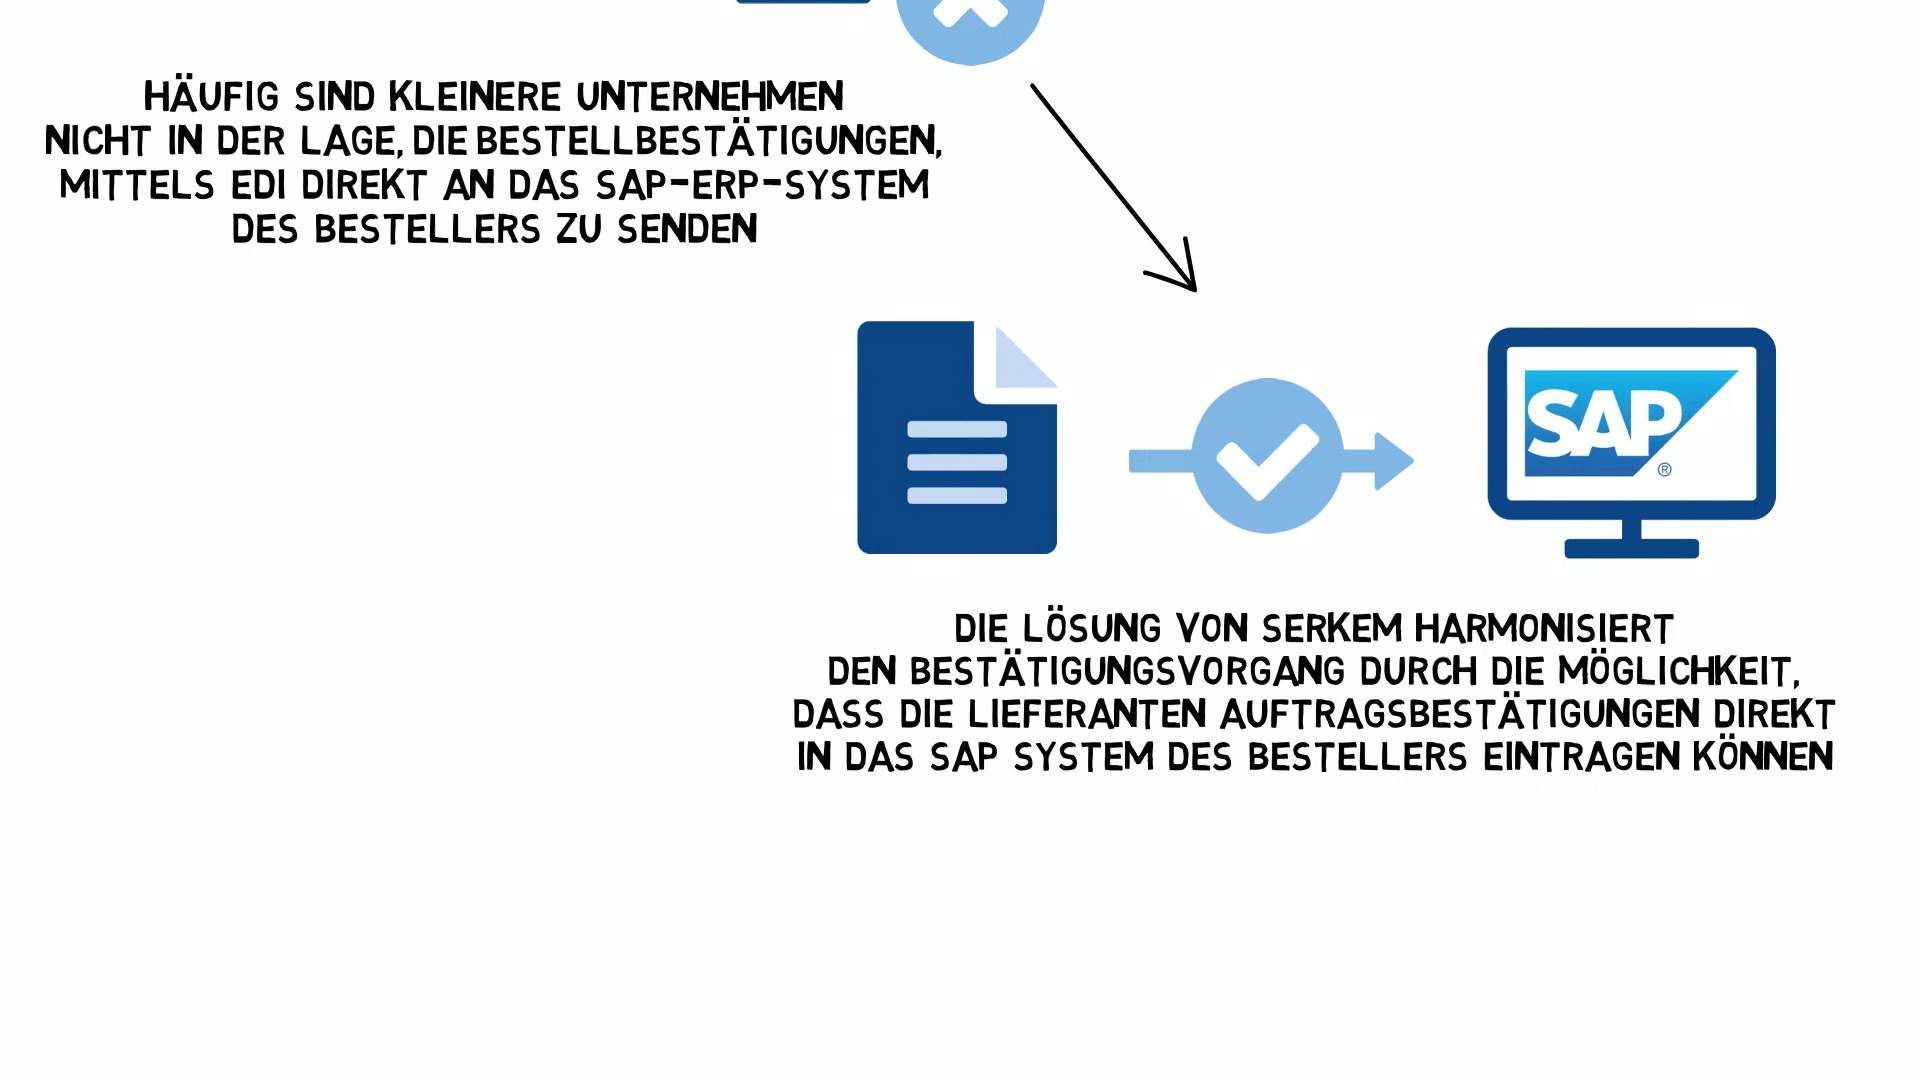 HÄUFIG SIND KLEINERE UNTERNEHMEN
NICHT IN DER LAGE, DIE BESTELLBESTÄTIGUNGEN,
MITTELS EDI DIREKT AN DAS SAP-ERP-SYSTEM
DES BESTELLERS ZU SENDEN
SAP
®
DIE LÖSUNG VON SERKEM HARMONISIERT
DEN BESTÄTIGUNGSVORGANG DURCH DIE MÖGLICHKEIT,
DASS DIE LIEFERANTEN AUFTRAGSBESTÄTIGUNGEN DIREKT
IN DAS SAP SYSTEM DES BESTELLERS EINTRAGEN KÖNNEN